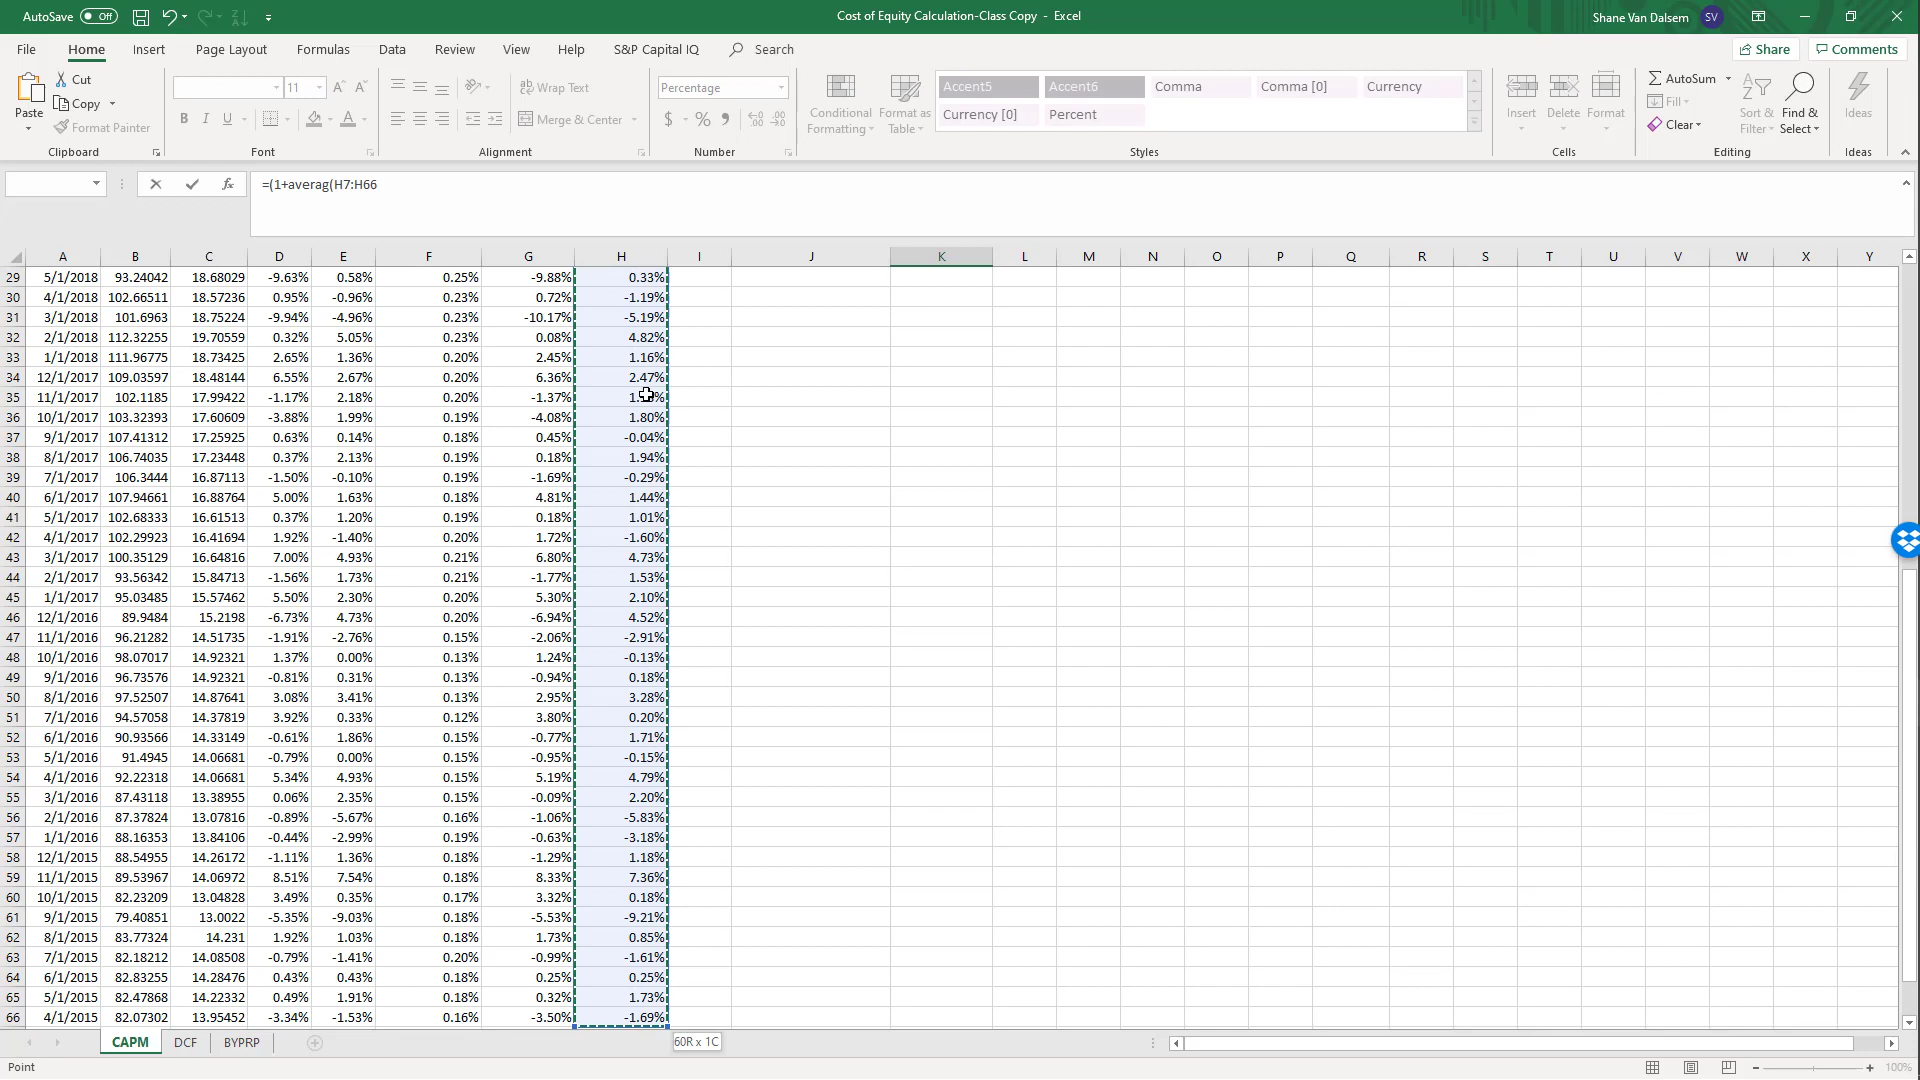 AutoSave Off Cost of Equity Calculation-Class Copy - Excel Shane Van Dalsem SV
File Home Insert Page Layout Formulas Data Review View Help S&P Capital IQ Search Share Comments
Paste Cut Copy Format Painter
11
Wrap Text Merge & Center
Percentage
Conditional Formatting Format as Table
Accent5 Accent6 Comma Comma [0] Currency
Currency [0] Percent
Insert Delete Format
AutoSum Fill Clear Sort & Filter Find & Select Ideas
Clipboard Font Alignment Number Styles Cells Editing Ideas
=(1+averag(H7:H66
A B C D E F G H I J K L M N O P Q R S T U V W X Y
29 5/1/2018 93.24042 18.68029 -9.63% 0.58% 0.25% -9.88% 0.33%
30 4/1/2018 102.66511 18.57236 0.95% -0.96% 0.23% 0.72% -1.19%
31 3/1/2018 101.6963 18.75224 -9.94% -4.96% 0.23% -10.17% -5.19%
32 2/1/2018 112.32255 19.70559 0.32% 5.05% 0.23% 0.08% 4.82%
33 1/1/2018 111.96775 18.73425 2.65% 1.36% 0.20% 2.45% 1.16%
34 12/1/2017 109.03597 18.48144 6.55% 2.67% 0.20% 6.36% 2.47%
35 11/1/2017 102.1185 17.99422 -1.17% 2.18% 0.20% -1.37%
36 10/1/2017 103.32393 17.60609 -3.88% 1.99% 0.19% -4.08% 1.80%
37 9/1/2017 107.41312 17.25925 0.63% 0.14% 0.18% 0.45% -0.04%
38 8/1/2017 106.74035 17.23448 0.37% 2.13% 0.19% 0.18% 1.94%
39 7/1/2017 106.3444 16.87113 -1.50% -0.10% 0.19% -1.69% -0.29%
40 6/1/2017 107.94661 16.88764 5.00% 1.63% 0.18% 4.81% 1.44%
41 5/1/2017 102.68333 16.61513 0.37% 1.20% 0.19% 0.18% 1.01%
42 4/1/2017 102.29923 16.41694 1.92% -1.40% 0.20% 1.72% -1.60%
43 3/1/2017 100.35129 16.64816 7.00% 4.93% 0.21% 6.80% 4.73%
44 2/1/2017 93.56342 15.84713 -1.56% 1.73% 0.21% -1.77% 1.53%
45 1/1/2017 95.03485 15.57462 5.50% 2.30% 0.20% 5.30% 2.10%
46 12/1/2016 89.9484 15.2198 -6.73% 4.73% 0.20% -6.94% 4.52%
47 11/1/2016 96.21282 14.51735 -1.91% -2.76% 0.15% -2.06% -2.91%
48 10/1/2016 98.07017 14.92321 1.37% 0.00% 0.13% 1.24% -0.13%
49 9/1/2016 96.73576 14.92321 -0.81% 0.31% 0.13% -0.94% 0.18%
50 8/1/2016 97.52507 14.87641 3.08% 3.41% 0.13% 2.95% 3.28%
51 7/1/2016 94.57058 14.37819 3.92% 0.33% 0.12% 3.80% 0.20%
52 6/1/2016 90.93566 14.33149 -0.61% 1.86% 0.15% -0.77% 1.71%
53 5/1/2016 91.4945 14.06681 -0.79% 0.00% 0.15% -0.95% -0.15%
54 4/1/2016 92.22318 14.06681 5.34% 4.93% 0.15% 5.19% 4.79%
55 3/1/2016 87.43118 13.38955 0.06% 2.35% 0.15% -0.09% 2.20%
56 2/1/2016 87.37824 13.07816 -0.89% -5.67% 0.16% -1.06% -5.83%
57 1/1/2016 88.16353 13.84106 -0.44% -2.99% 0.19% -0.63% -3.18%
58 12/1/2015 88.54955 14.26172 -1.11% 1.36% 0.18% -1.29% 1.18%
59 11/1/2015 89.53967 14.06972 8.51% 7.54% 0.18% 8.33% 7.36%
60 10/1/2015 82.23209 13.04828 3.49% 0.35% 0.17% 3.32% 0.18%
61 9/1/2015 79.40851 13.0022 -5.35% -9.03% 0.18% -5.53% -9.21%
62 8/1/2015 83.77324 14.231 1.92% 1.03% 0.18% 1.73% 0.85%
63 7/1/2015 82.18212 14.08508 -0.79% -1.41% 0.20% -0.99% -1.61%
64 6/1/2015 82.83255 14.28476 0.43% 0.43% 0.18% 0.25% 0.25%
65 5/1/2015 82.47868 14.22332 0.49% 1.91% 0.18% 0.32% 1.73%
66 4/1/2015 82.07302 13.95452 -3.34% -1.53% 0.16% -3.50% -1.69%
CAPM DCF BYPRP 60R x 1C
Point 100%